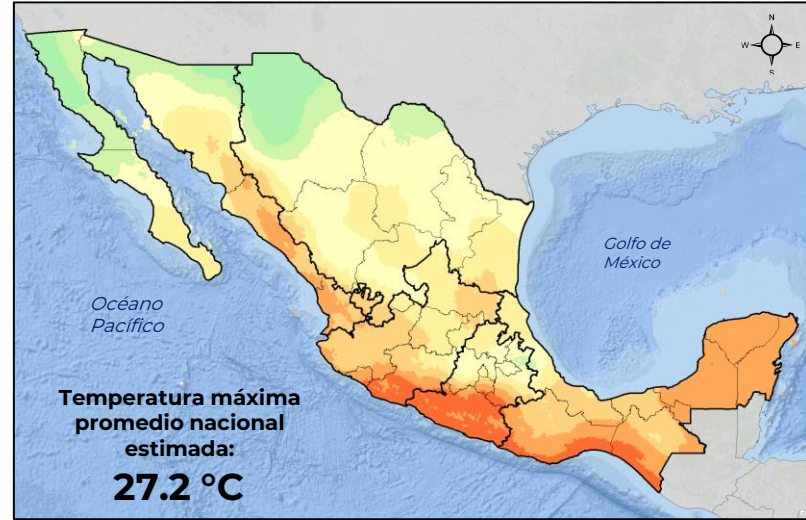 N
W E
S
Golfo de
México
Océano
Pacífico
Temperatura máxima
promedio nacional
estimada:
27.2 °C